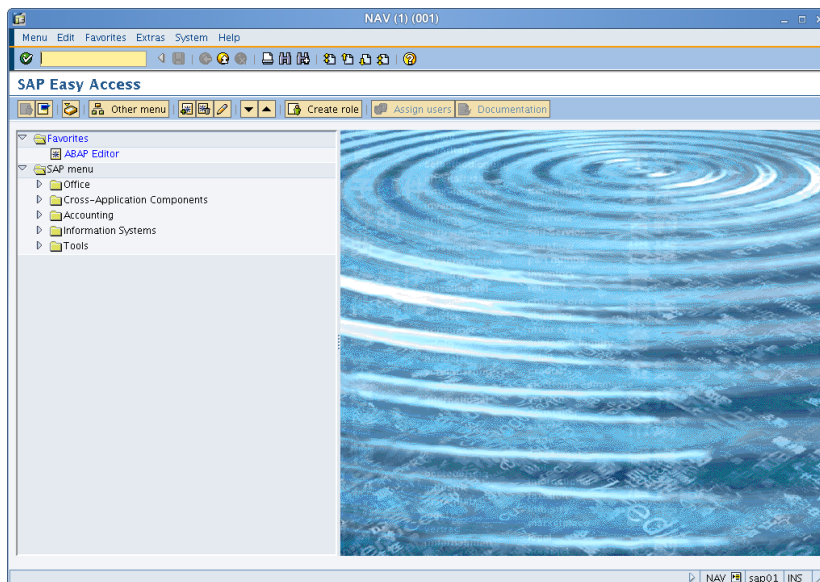 NAV (1) (001)
Menu Edit Favorites Extras System Help
SAP Easy Access
Other menu Create role Assign users Documentation
Favorites
ABAP Editor
SAP menu
Office
Cross-Application Components
Accounting
Information Systems
Tools
NAV sap01 INS